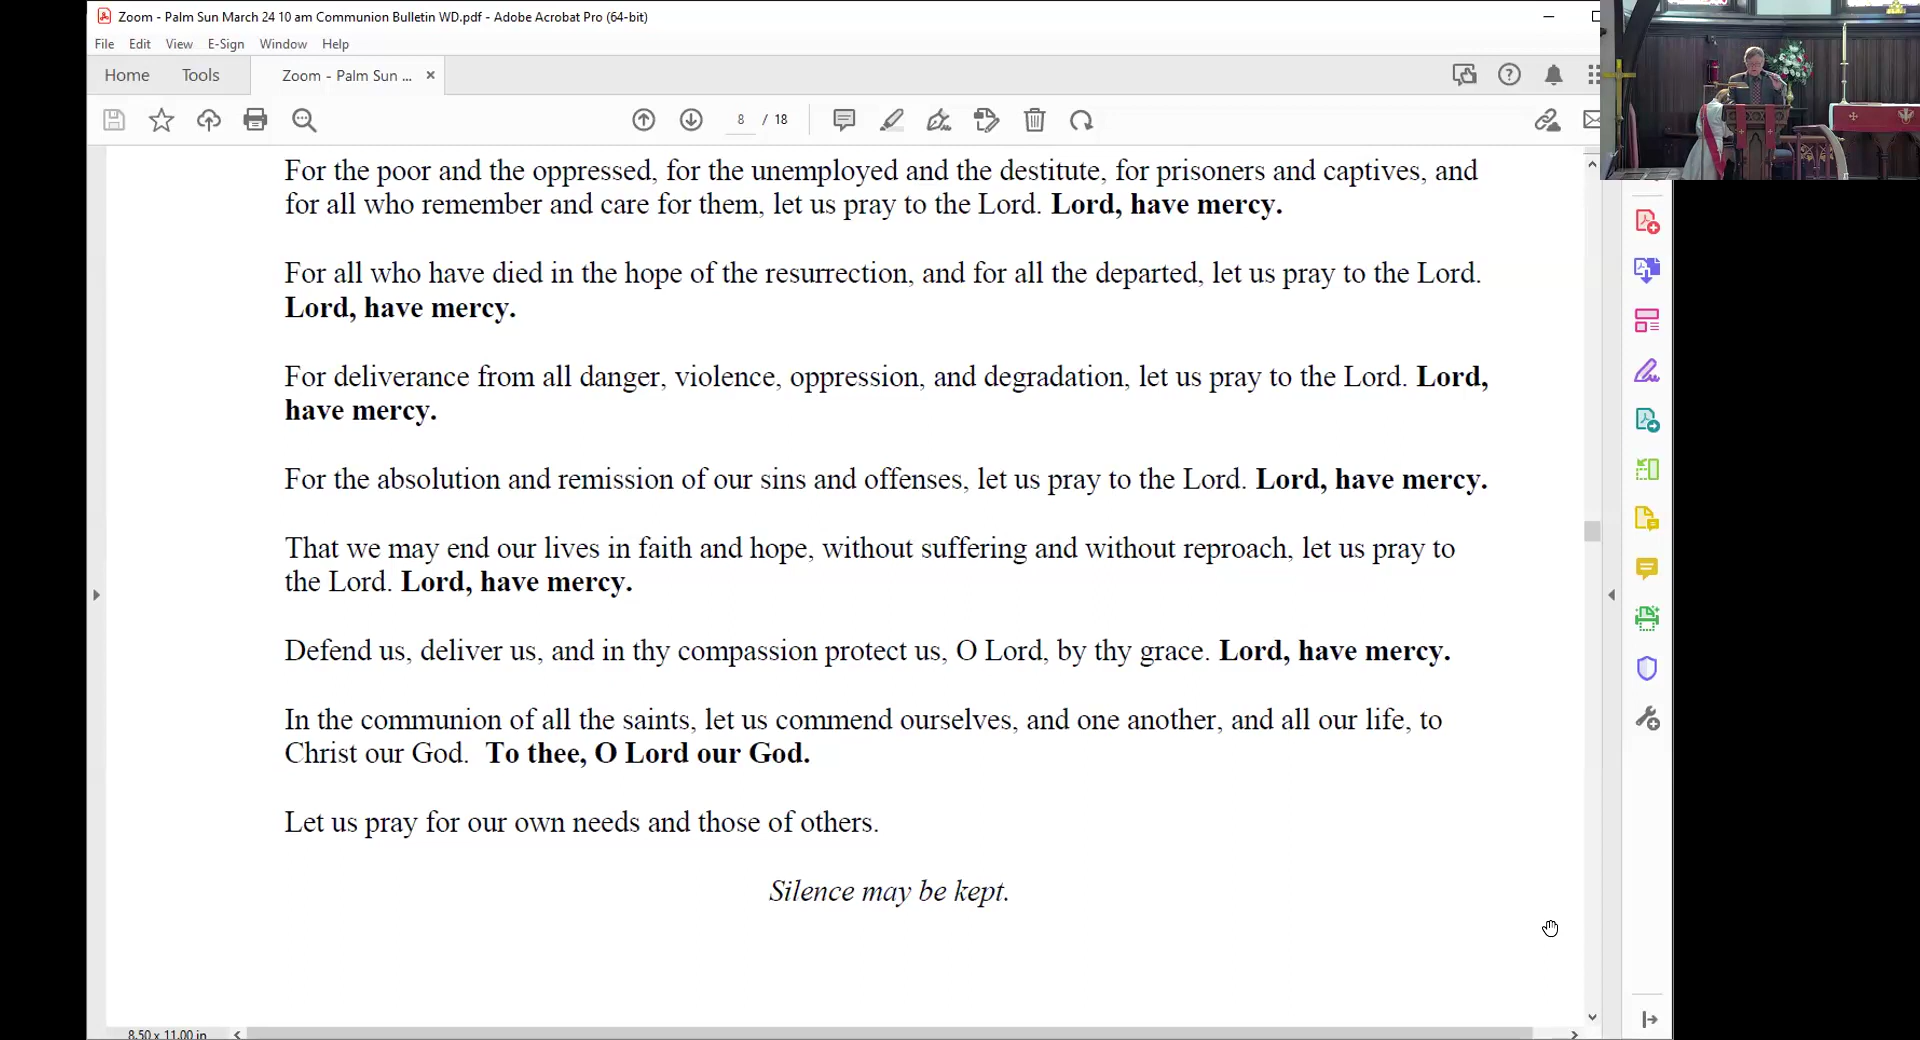 Zoom - Palm Sun March 24 10 am Communion Bulletin WD.pdf - Adobe Acrobat Pro (64-bit)
File Edit View E-Sign Window Help
Home Tools Zoom - Palm Sun ... ×
8 / 18
For the poor and the oppressed, for the unemployed and the destitute, for prisoners and captives, and
for all who remember and care for them, let us pray to the Lord. Lord, have mercy.
For all who have died in the hope of the resurrection, and for all the departed, let us pray to the Lord.
Lord, have mercy.
For deliverance from all danger, violence, oppression, and degradation, let us pray to the Lord. Lord,
have mercy.
For the absolution and remission of our sins and offenses, let us pray to the Lord. Lord, have mercy.
That we may end our lives in faith and hope, without suffering and without reproach, let us pray to
the Lord. Lord, have mercy.
Defend us, deliver us, and in thy compassion protect us, O Lord, by thy grace. Lord, have mercy.
In the communion of all the saints, let us commend ourselves, and one another, and all our life, to
Christ our God. To thee, O Lord our God.
Let us pray for our own needs and those of others.
Silence may be kept.
8.50 x 11.00 in